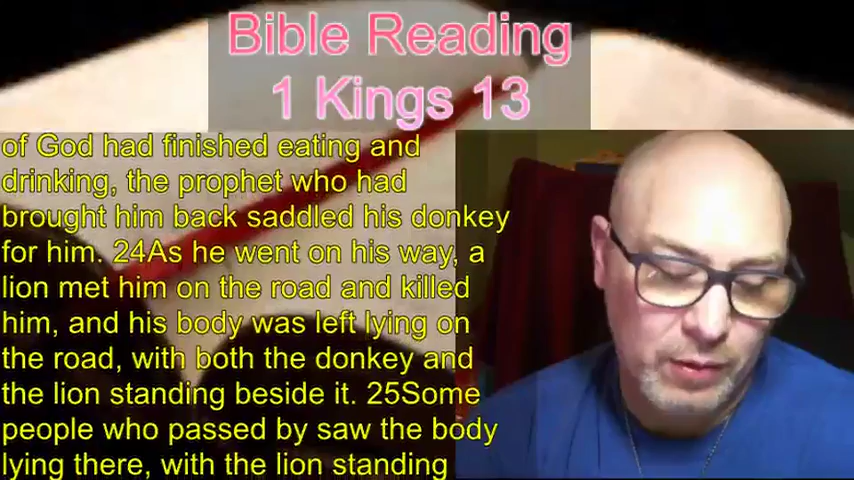 Bible Reading
1 Kings 13
of God had finished eating and
drinking, the prophet who had
brought him back saddled his donkey
for him. 24As he went on his way, a
lion met him on the road and killed
him, and his body was left lying on
the road, with both the donkey and
the lion standing beside it. 25Some
people who passed by saw the body
lying there, with the lion standing